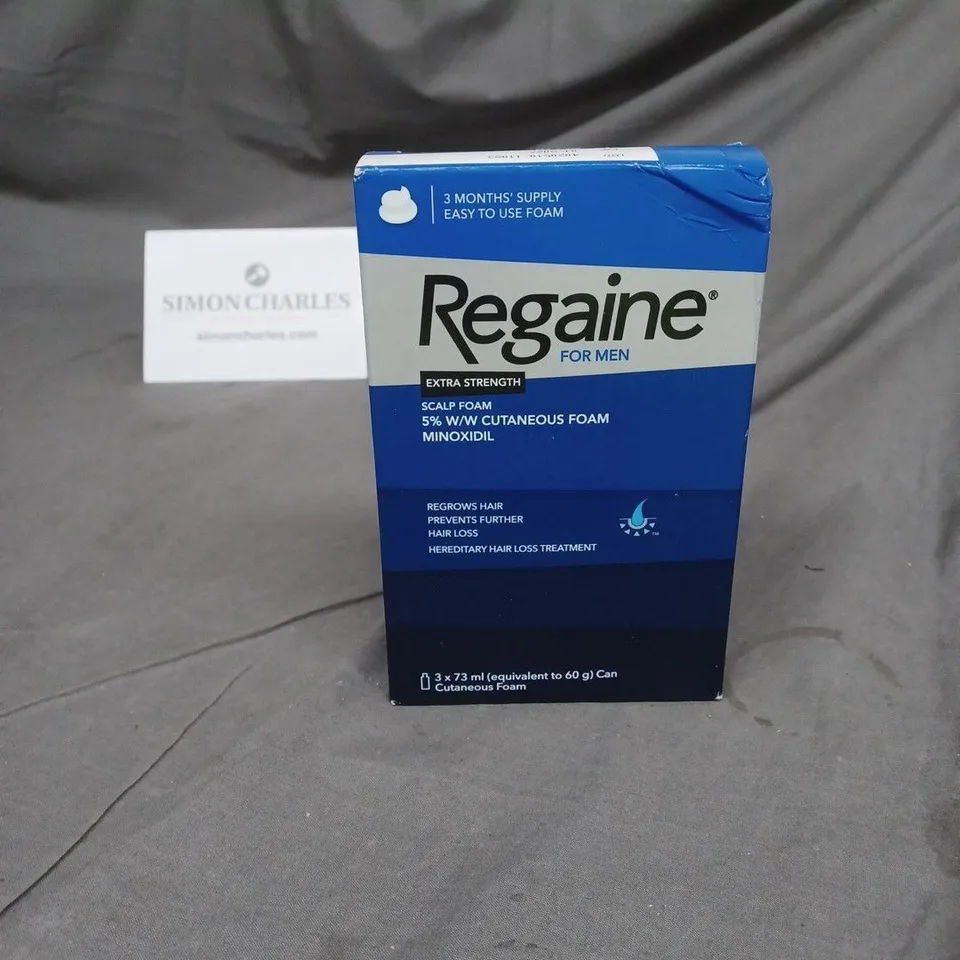 3 MONTHS' SUPPLY
EASY TO USE FOAM
Regaine®
FOR MEN
EXTRA STRENGTH
SCALP FOAM
5% W/W CUTANEOUS FOAM
MINOXIDIL
REGROWS HAIR
PREVENTS FURTHER
HAIR LOSS
HEREDITARY HAIR LOSS TREATMENT
TM
3 x 73 ml (equivalent to 60 g) Can
Cutaneous Foam
SIMON CHARLES
simoncharles.com